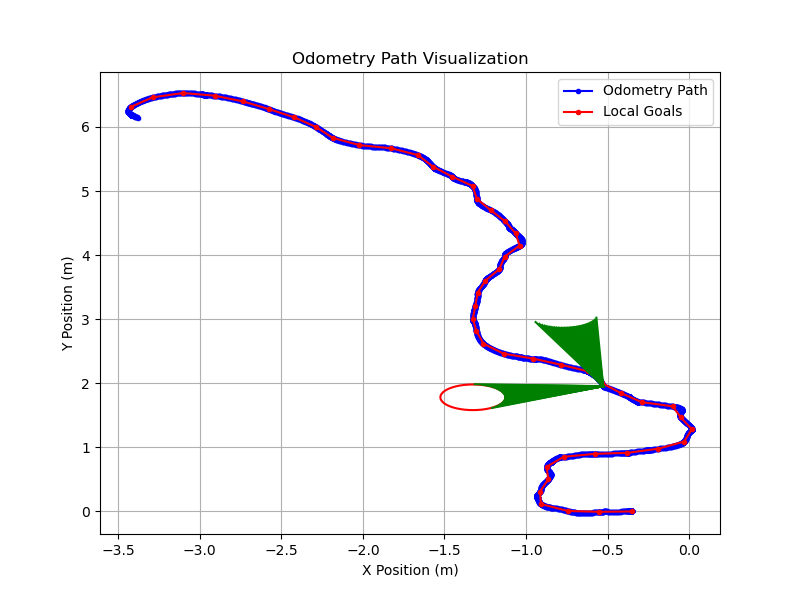 Odometry Path Visualization
Odometry Path
Local Goals
Y Position (m)
6
5
4
3
2
1
0
−3.5 −3.0 −2.5 −2.0 −1.5 −1.0 −0.5 0.0
X Position (m)